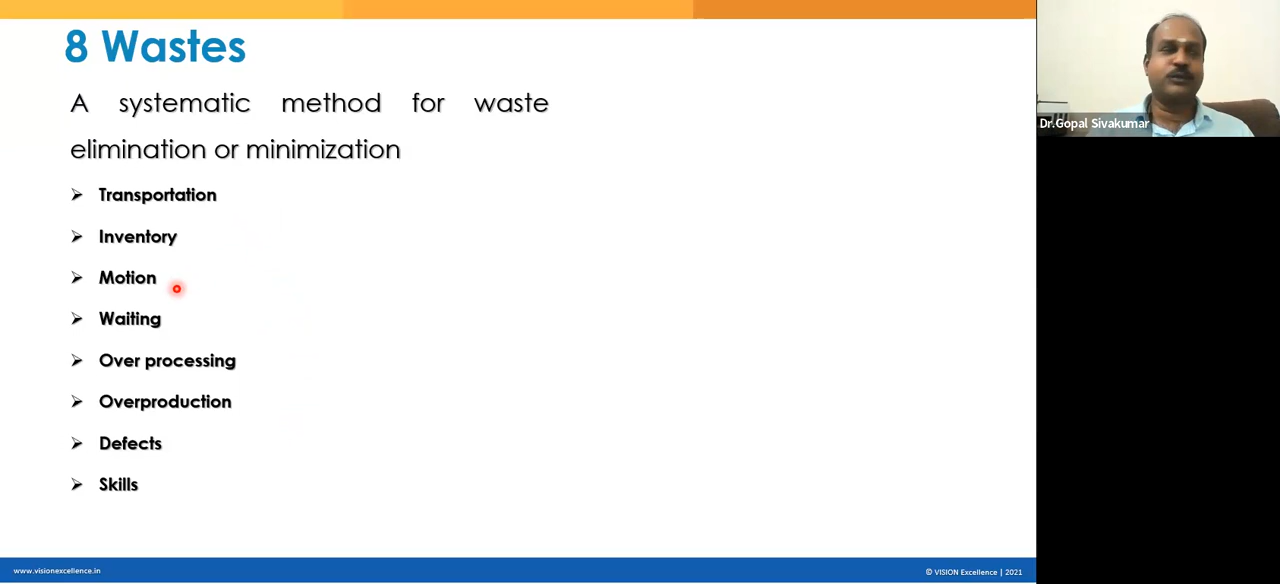 8 Wastes
A systematic method for waste
elimination or minimization
Transportation
Inventory
Motion
Waiting
Over processing
Overproduction
Defects
Skills
www.visionexcellence.in
© VISION Excellence | 2021
Dr.Gopal Sivakumar